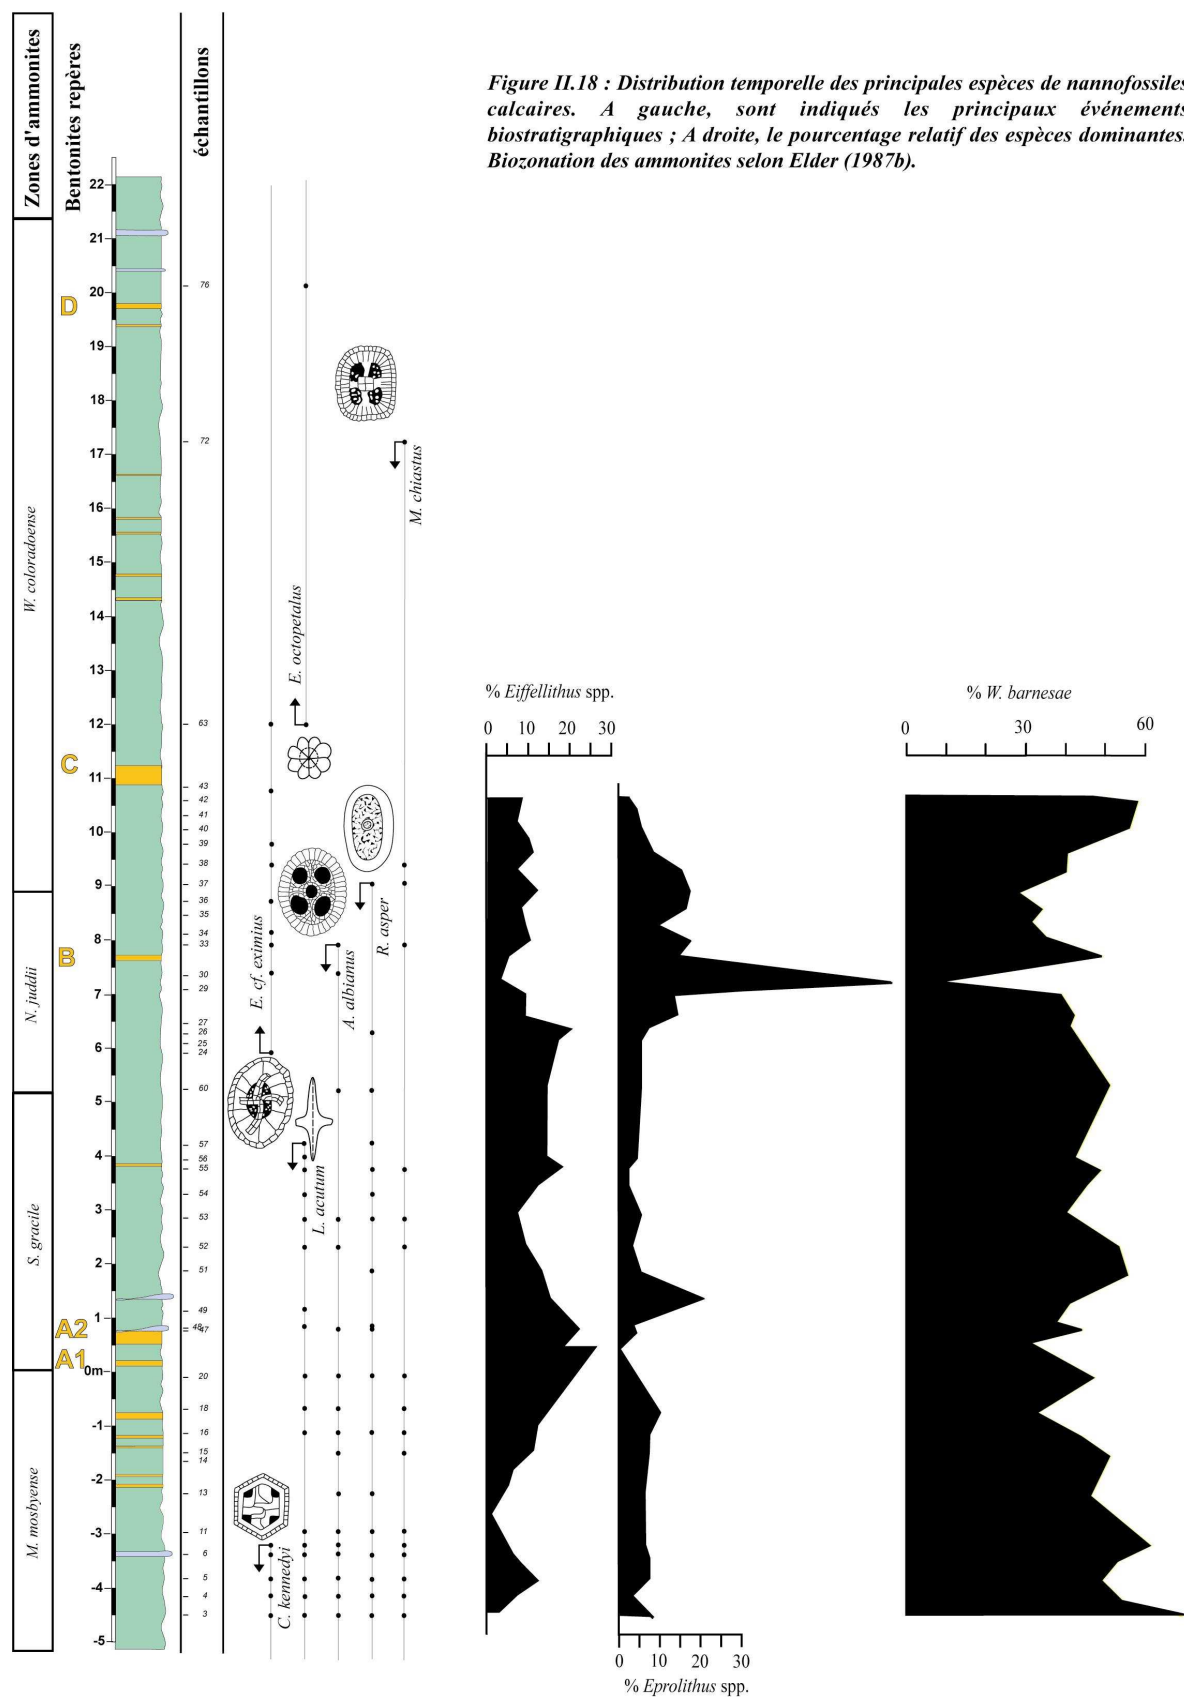 Figure II.18 : Distribution temporelle des principales espèces de nannofossiles
calcaires. A gauche, sont indiqués les principaux événements
biostratigraphiques ; A droite, le pourcentage relatif des espèces dominantes.
Biozonation des ammonites selon Elder (1987b).
Zones d'ammonites
Bentonites repères
échantillons
W. coloradoense
N. juddii
S. gracile
M. mosbyense
D
C
B
A2
A1
22
21
20
19
18
17
16
15
14
13
12
11
10
9
8
7
6
5
4
3
2
1
0m
-1
-2
-3
-4
-5
76
72
63
43
42
41
40
39
38
37
36
35
34
33
30
29
27
26
25
24
60
57
56
55
54
53
52
51
49
48
47
20
18
16
15
14
13
11
6
5
4
3
M. chiastus
E. octopetalus
R. asper
A. albianus
E. cf. eximius
L. acutum
C. kennedyi
% Eiffellithus spp.
0 10 20 30
% W. barnesae
0 30 60
0 10 20 30
% Eprolithus spp.